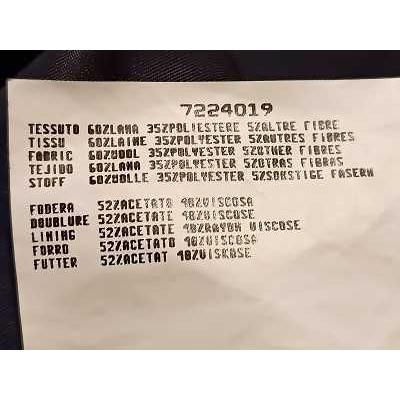 7224019
TESSUTO 60%LANA 35%POLIESTERE 5%ALTRE FIBRE
TISSU 60%LAINE 35%POLYESTER 5%AUTRES FIBRES
FABRIC 60%WOOL 35%POLYESTER 5%OTHER FIBRES
TEJIDO 60%LANA 35%POLYESTER 5%OTRAS FIBRAS
STOFF 60%WOLLE 35%POLYESTER 5%SONSTIGE FASERN
FODERA 52%ACETATO 48%VISCOSA
DOUBLURE 52%ACETATE 48%VISCOSE
LINING 52%ACETATE 48%RAYON VISCOSE
FORRO 52%ACETATO 48%VISCOSA
FUTTER 52%ACETAT 48%VISKOSE